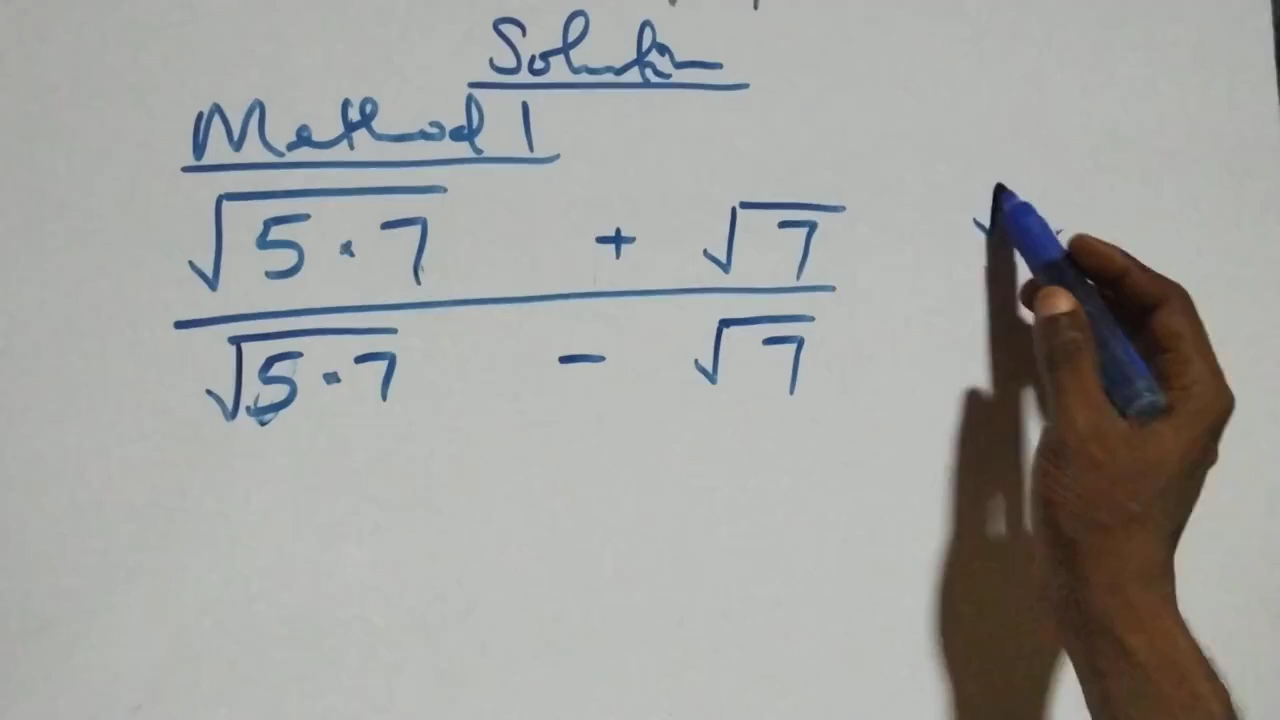 Solution
Method 1
√5·7 + √7
√5·7 - √7